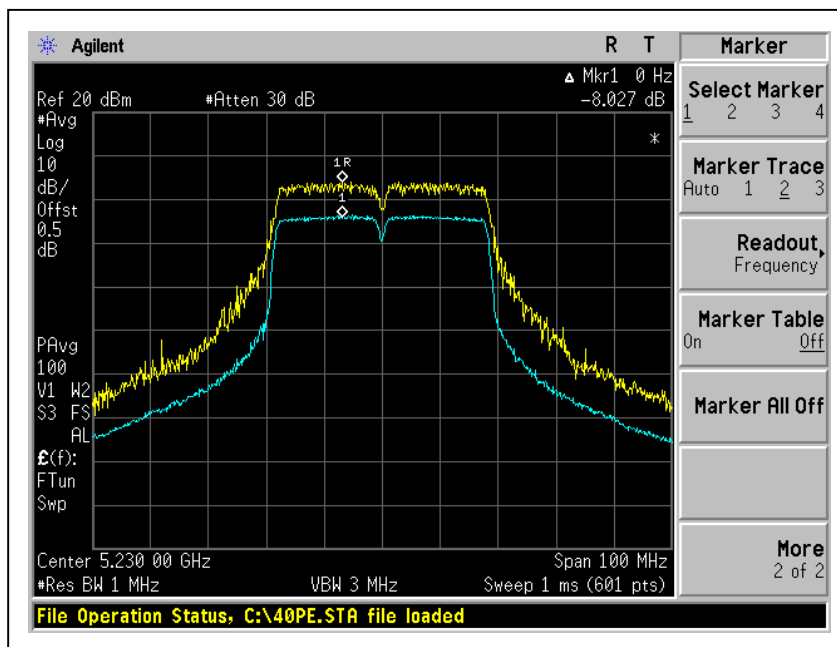 Agilent R T
Δ Mkr1 0 Hz
Ref 20 dBm #Atten 30 dB -8.027 dB
#Avg
Log
10
dB/
Offst
0.5
dB
*
1R
1
PAvg
100
V1 W2
S3 FS
AL
£(f):
FTun
Swp
Center 5.230 00 GHz Span 100 MHz
#Res BW 1 MHz VBW 3 MHz Sweep 1 ms (601 pts)
File Operation Status, C:\40PE.STA file loaded
Marker
Select Marker
1 2 3 4
Marker Trace
Auto 1 2 3
Readout
Frequency
Marker Table
On Off
Marker All Off
More
2 of 2